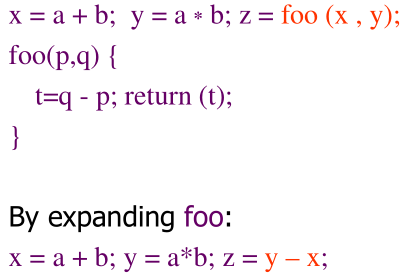 x = a + b;  y = a * b; z = foo (x , y);
foo(p,q) {
t=q - p; return (t);
}
By expanding foo:
x = a + b; y = a*b; z = y – x;